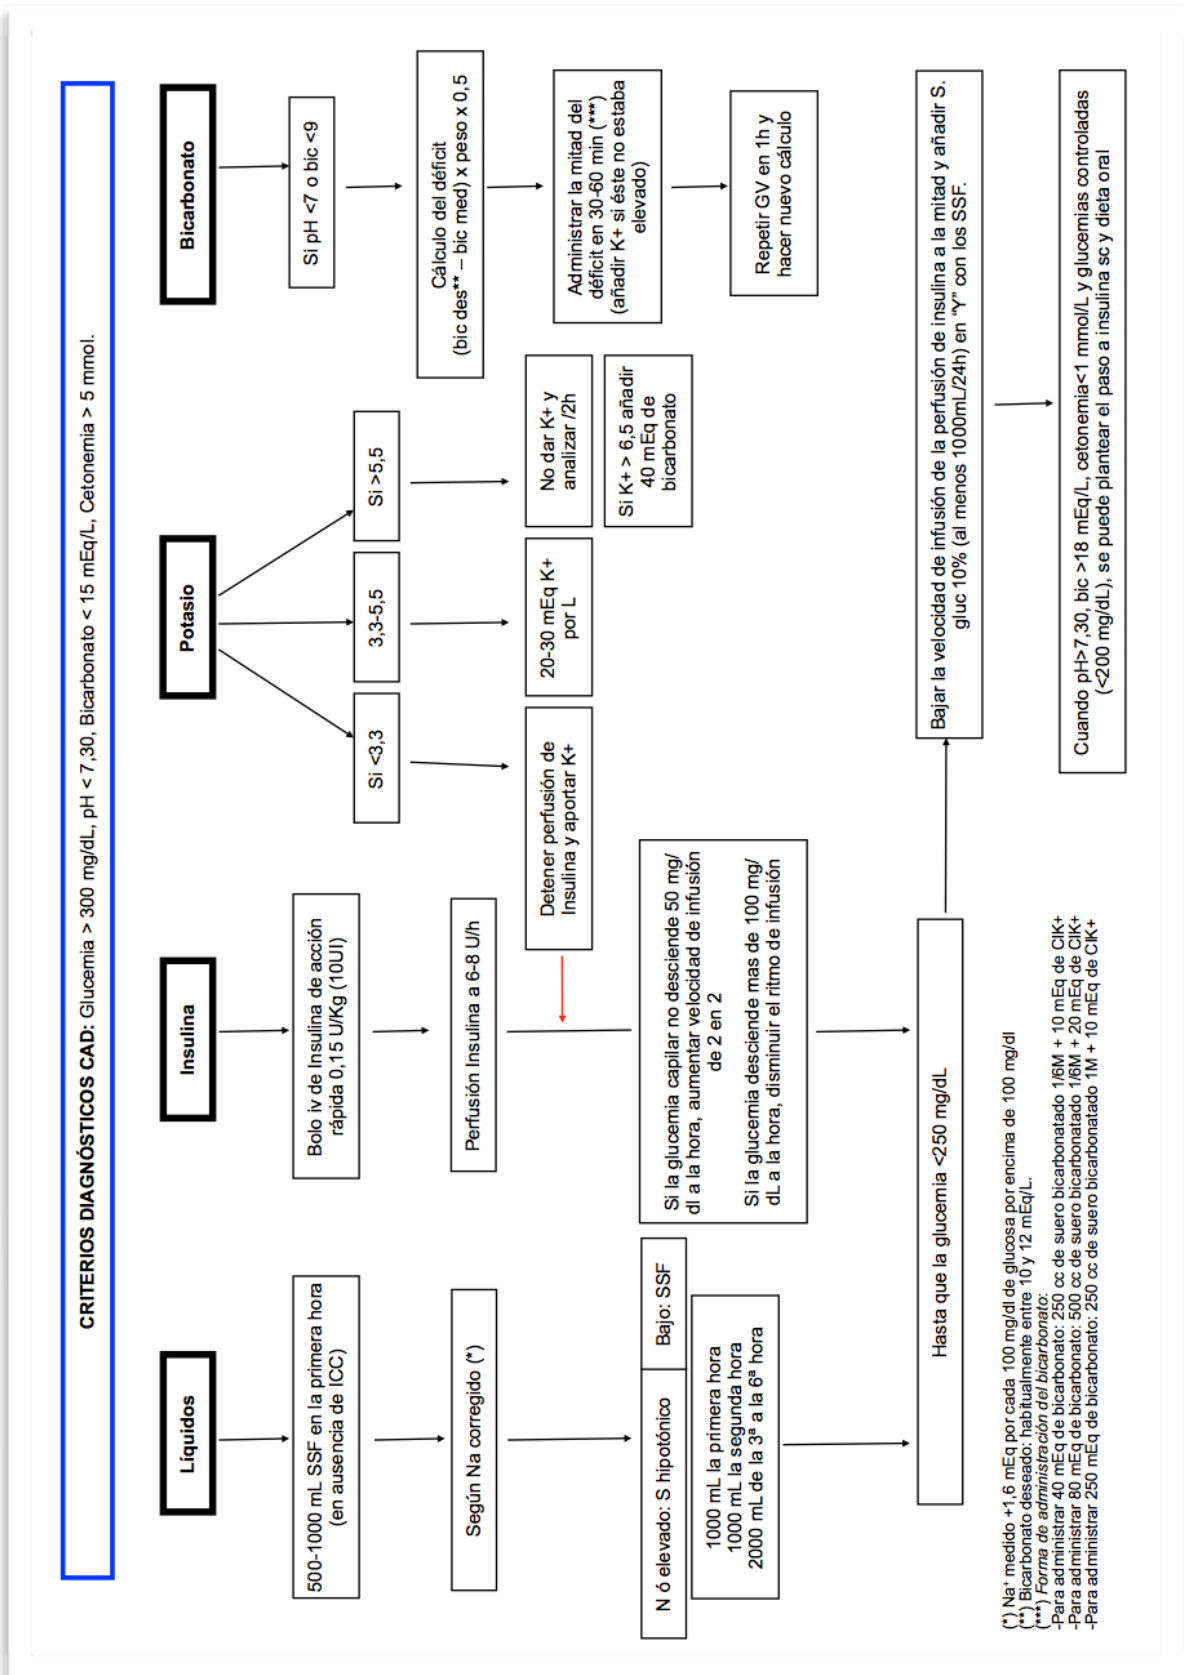 CRITERIOS DIAGNÓSTICOS CAD: Glucemia > 300 mg/dL, pH < 7,30, Bicarbonato < 15 mEq/L, Cetonemia > 5 mmol.
Líquidos
500-1000 mL SSF en la primera hora
(en ausencia de ICC)
Según Na corregido (*)
N ó elevado: S hipotónico
Bajo: SSF
1000 mL la primera hora
1000 mL la segunda hora
2000 mL de la 3ª a la 6ª hora
Insulina
Bolo iv de Insulina de acción
rápida 0,15 U/Kg (10UI)
Perfusión Insulina a 6-8 U/h
Si la glucemia capilar no desciende 50 mg/
dl a la hora, aumentar velocidad de infusión
de 2 en 2
Si la glucemia desciende mas de 100 mg/
dL a la hora, disminuir el ritmo de infusión
Potasio
Si <3,3
3,3-5,5
Si >5,5
Detener perfusión de
Insulina y aportar K+
20-30 mEq K+
por L
No dar K+ y
analizar /2h
Si K+ > 6,5 añadir
40 mEq de
bicarbonato
Bicarbonato
Si pH <7 o bic <9
Cálculo del déficit
(bic des** – bic med) x peso x 0,5
Administrar la mitad del
déficit en 30-60 min (***)
(añadir K+ si éste no estaba
elevado)
Repetir GV en 1h y
hacer nuevo cálculo
Hasta que la glucemia <250 mg/dL
Bajar la velocidad de infusión de la perfusión de insulina a la mitad y añadir S.
gluc 10% (al menos 1000mL/24h) en “Y” con los SSF.
Cuando pH>7,30, bic >18 mEq/L, cetonemia<1 mmol/L y glucemias controladas
(<200 mg/dL), se puede plantear el paso a insulina sc y dieta oral
(*) Na⁺ medido +1,6 mEq por cada 100 mg/dl de glucosa por encima de 100 mg/dl
(**) Bicarbonato deseado: habitualmente entre 10 y 12 mEq/L.
(***) Forma de administración del bicarbonato:
-Para administrar 40 mEq de bicarbonato: 250 cc de suero bicarbonatado 1/6M + 10 mEq de ClK+
-Para administrar 80 mEq de bicarbonato: 500 cc de suero bicarbonatado 1/6M + 20 mEq de ClK+
-Para administrar 250 mEq de bicarbonato: 250 cc de suero bicarbonatado 1M + 10 mEq de ClK+